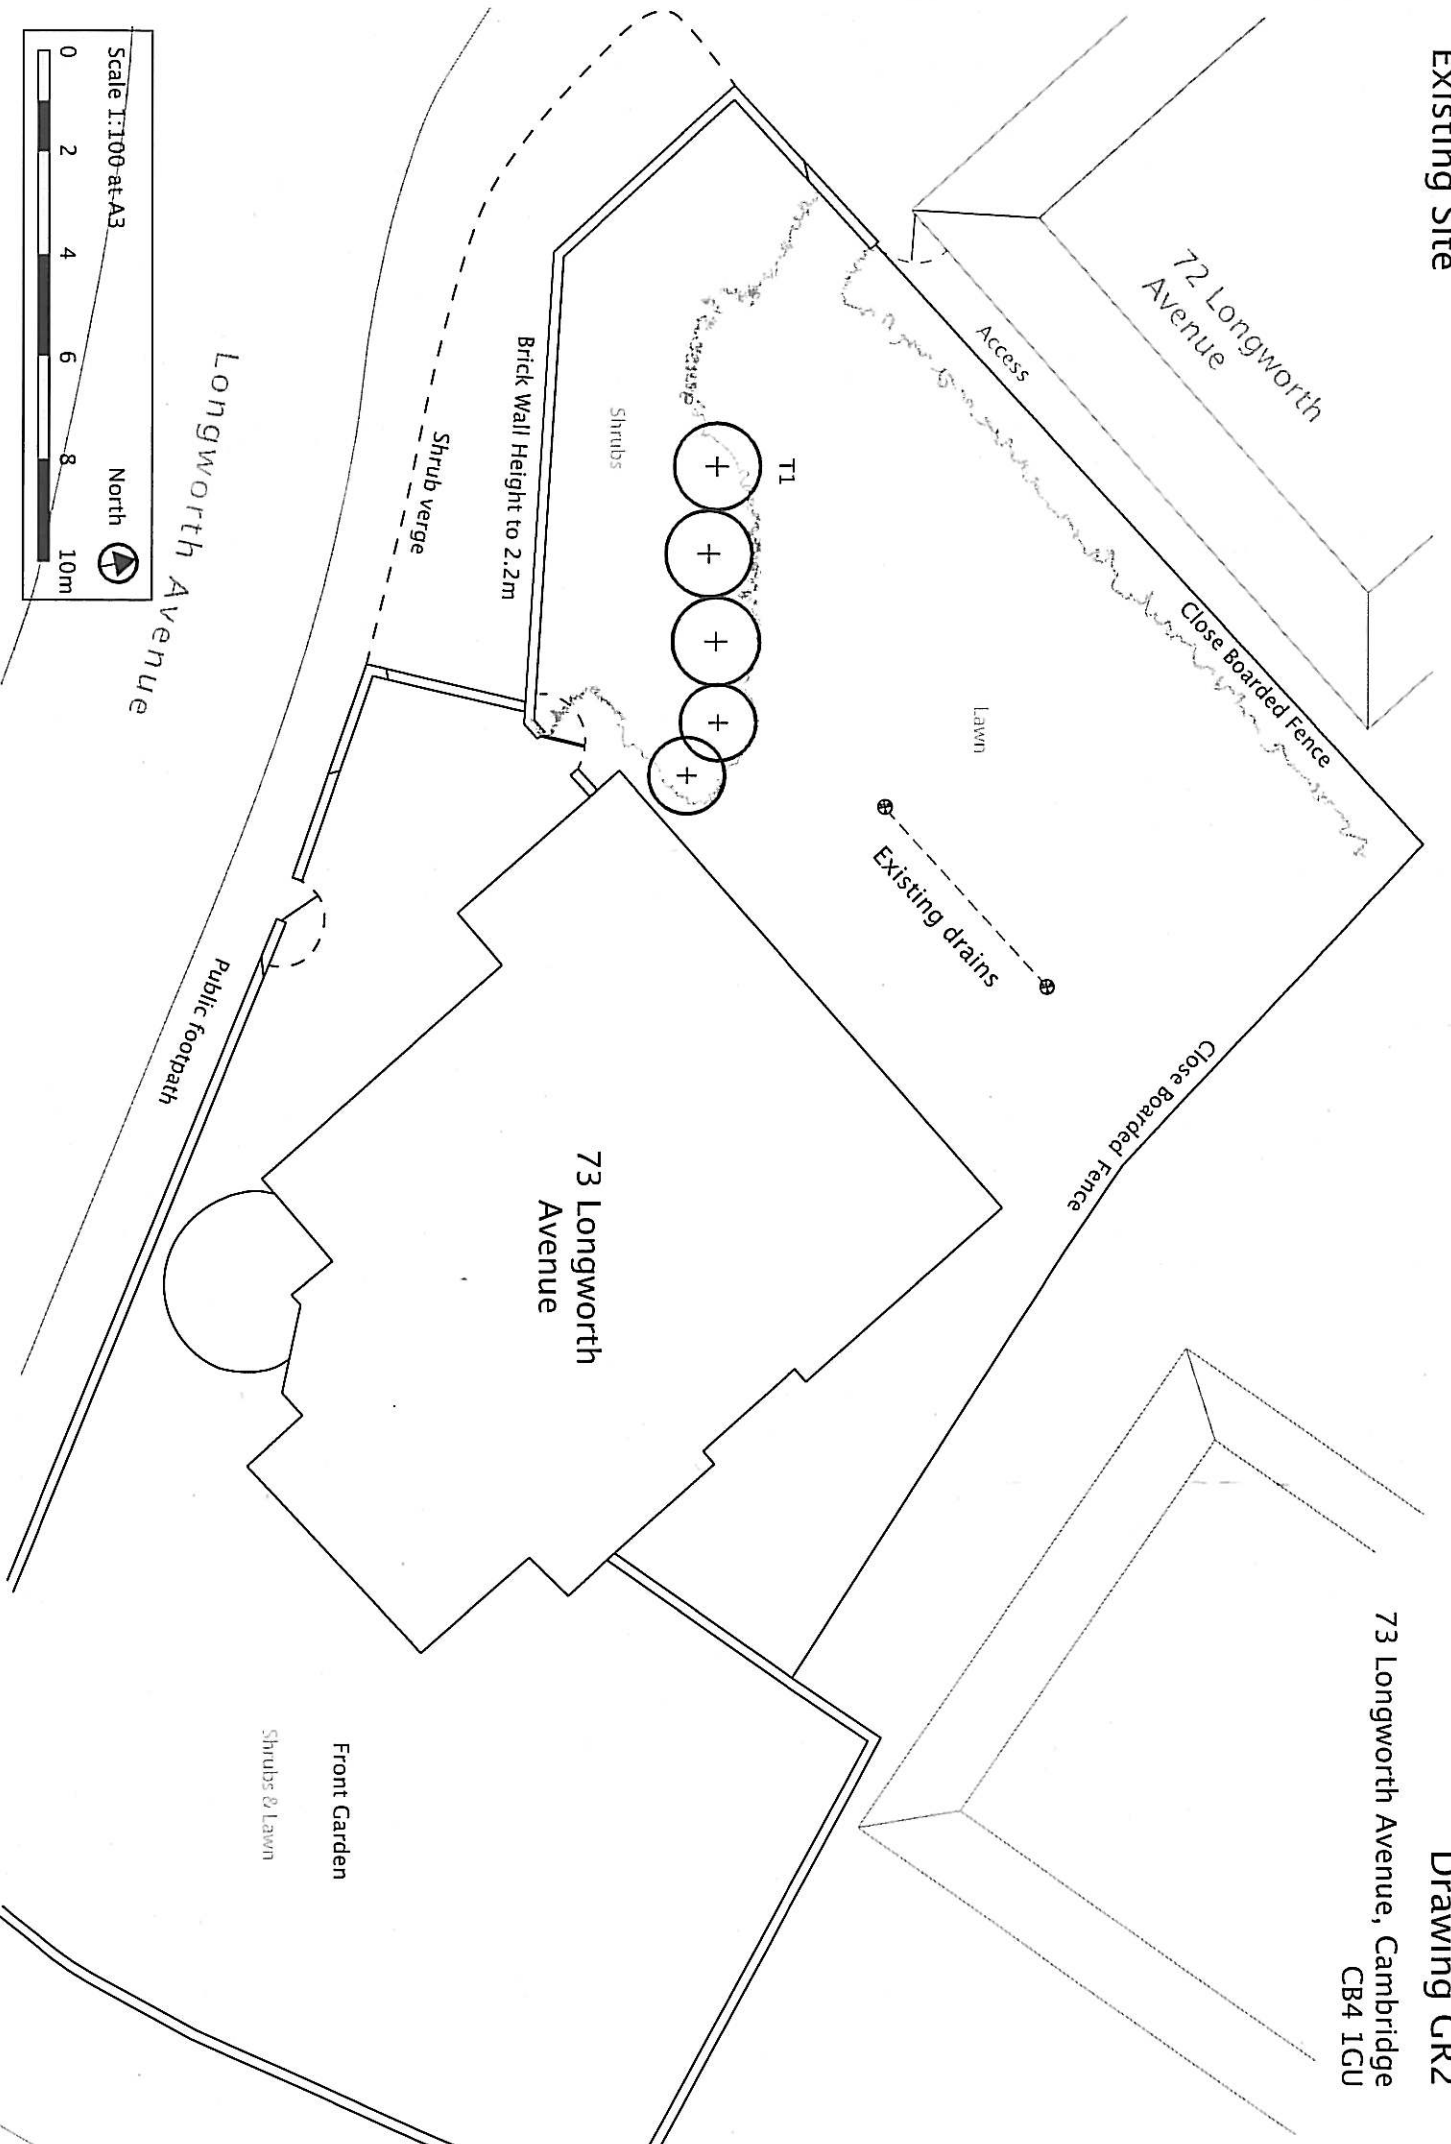 Existing Site
Drawing GR2
73 Longworth Avenue, Cambridge
CB4 1GU
72 Longworth
Avenue
Access
Close Boarded Fence
Close Boarded Fence
Lawn
T1
Existing drains
Shrubs
73 Longworth
Avenue
Brick Wall Height to 2.2m
Shrub verge
Front Garden
Shrubs & Lawn
Public footpath
Longworth Avenue
Scale 1:100 at A3
North
0 2 4 6 8 10m